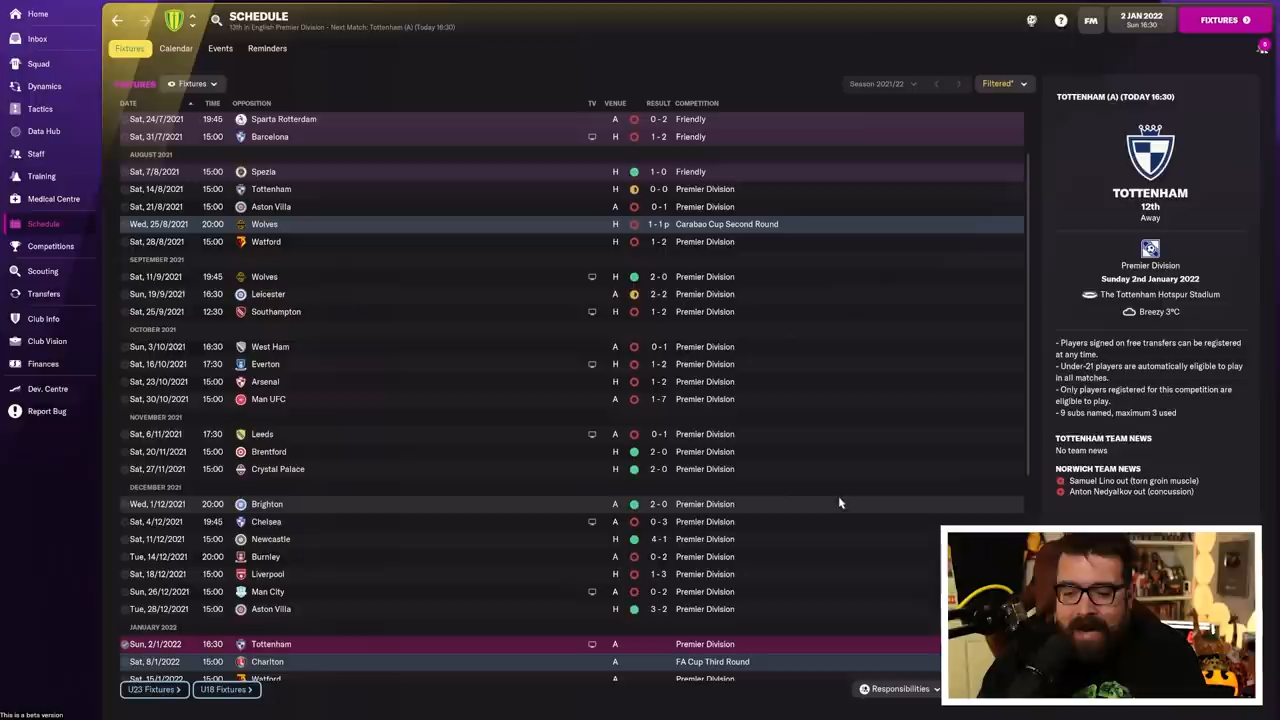 Home
Inbox
Squad
Dynamics
Tactics
Data Hub
Staff
Training
Medical Centre
Schedule
Competitions
Scouting
Transfers
Club Info
Club Vision
Finances
Dev. Centre
Report Bug
This is a beta version
SCHEDULE
13th in English Premier Division - Next Match: Tottenham (A) (Today 16:30)
? FM 2 JAN 2022 Sun 16:30 FIXTURES
Fixtures Calendar Events Reminders
FIXTURES Fixtures Season 2021/22 Filtered*
DATE TIME OPPOSITION TV VENUE RESULT COMPETITION
Sat, 24/7/2021 19:45 Sparta Rotterdam A 0 - 2 Friendly
Sat, 31/7/2021 15:00 Barcelona H 1 - 2 Friendly
AUGUST 2021
Sat, 7/8/2021 15:00 Spezia H 1 - 0 Friendly
Sat, 14/8/2021 15:00 Tottenham H 0 - 0 Premier Division
Sat, 21/8/2021 15:00 Aston Villa A 0 - 1 Premier Division
Wed, 25/8/2021 20:00 Wolves H 1 - 1 p Carabao Cup Second Round
Sat, 28/8/2021 15:00 Watford H 1 - 2 Premier Division
SEPTEMBER 2021
Sat, 11/9/2021 19:45 Wolves H 2 - 0 Premier Division
Sun, 19/9/2021 16:30 Leicester A 2 - 2 Premier Division
Sat, 25/9/2021 12:30 Southampton H 1 - 2 Premier Division
OCTOBER 2021
Sun, 3/10/2021 16:30 West Ham A 0 - 1 Premier Division
Sat, 16/10/2021 17:30 Everton H 1 - 2 Premier Division
Sat, 23/10/2021 15:00 Arsenal H 1 - 2 Premier Division
Sat, 30/10/2021 15:00 Man UFC A 1 - 7 Premier Division
NOVEMBER 2021
Sat, 6/11/2021 17:30 Leeds A 0 - 1 Premier Division
Sat, 20/11/2021 15:00 Brentford H 2 - 0 Premier Division
Sat, 27/11/2021 15:00 Crystal Palace H 2 - 0 Premier Division
DECEMBER 2021
Wed, 1/12/2021 20:00 Brighton A 2 - 0 Premier Division
Sat, 4/12/2021 19:45 Chelsea A 0 - 3 Premier Division
Sat, 11/12/2021 15:00 Newcastle H 4 - 1 Premier Division
Tue, 14/12/2021 20:00 Burnley A 0 - 2 Premier Division
Sat, 18/12/2021 15:00 Liverpool H 1 - 3 Premier Division
Sun, 26/12/2021 15:00 Man City A 0 - 2 Premier Division
Tue, 28/12/2021 15:00 Aston Villa H 3 - 2 Premier Division
JANUARY 2022
Sun, 2/1/2022 16:30 Tottenham A Premier Division
Sat, 8/1/2022 15:00 Charlton A FA Cup Third Round
Sat, 15/1/2022 15:00 Watford A Premier Division
U23 Fixtures > U18 Fixtures > Responsibilities
TOTTENHAM (A) (TODAY 16:30)
TOTTENHAM
12th
Away
Premier Division
Sunday 2nd January 2022
The Tottenham Hotspur Stadium
Breezy 3°C
- Players signed on free transfers can be registered
at any time.
- Under-21 players are automatically eligible to play
in all matches.
- Only players registered for this competition are
eligible to play.
- 9 subs named, maximum 3 used
TOTTENHAM TEAM NEWS
No team news
NORWICH TEAM NEWS
Samuel Lino out (torn groin muscle)
Anton Nedyalkov out (concussion)